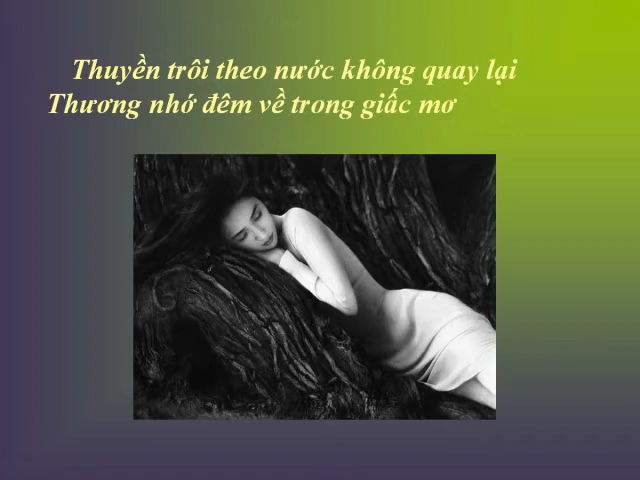 Thuyền trôi theo nước không quay lại
Thương nhớ đêm về trong giấc mơ